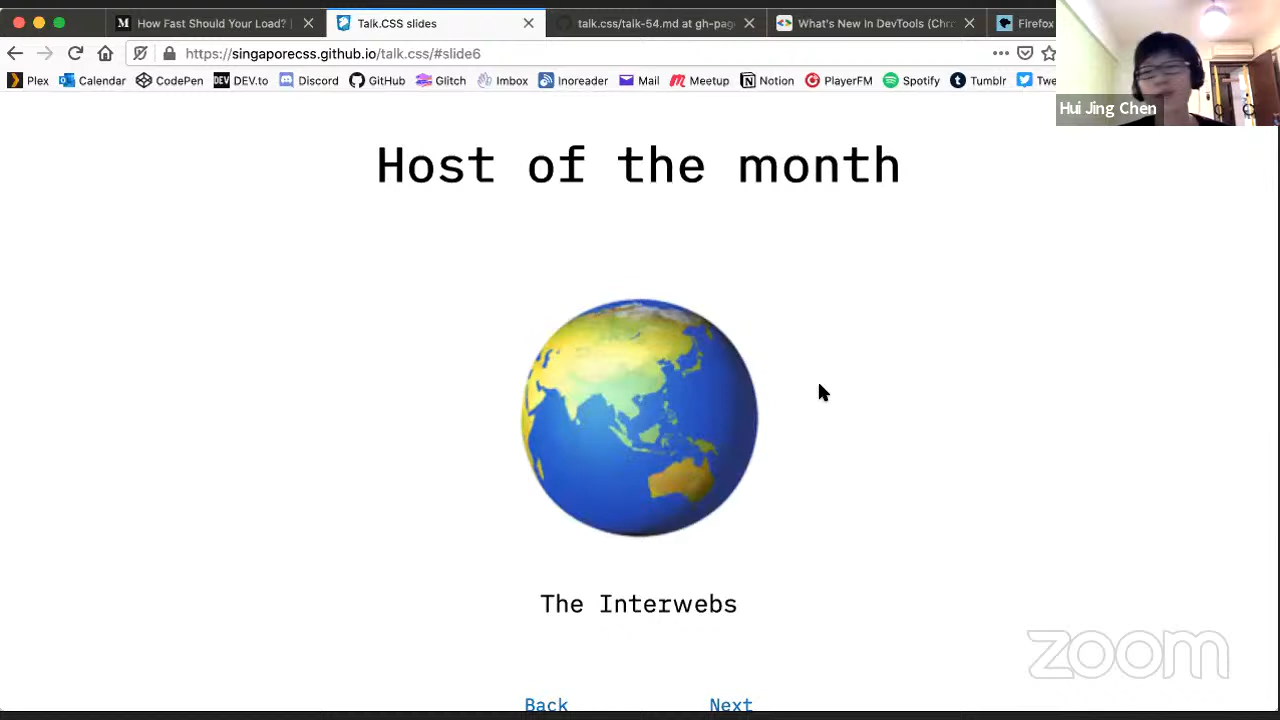 How Fast Should Your Load? |
Talk.CSS slides
talk.css/talk-54.md at gh-pag
What's New In DevTools (Chr
Firefox
https://singaporecss.github.io/talk.css/#slide6
Plex Calendar CodePen DEV.to Discord GitHub Glitch Imbox Inoreader Mail Meetup Notion PlayerFM Spotify Tumblr Twe
Hui Jing Chen
Host of the month
The Interwebs
zoom
Back Next